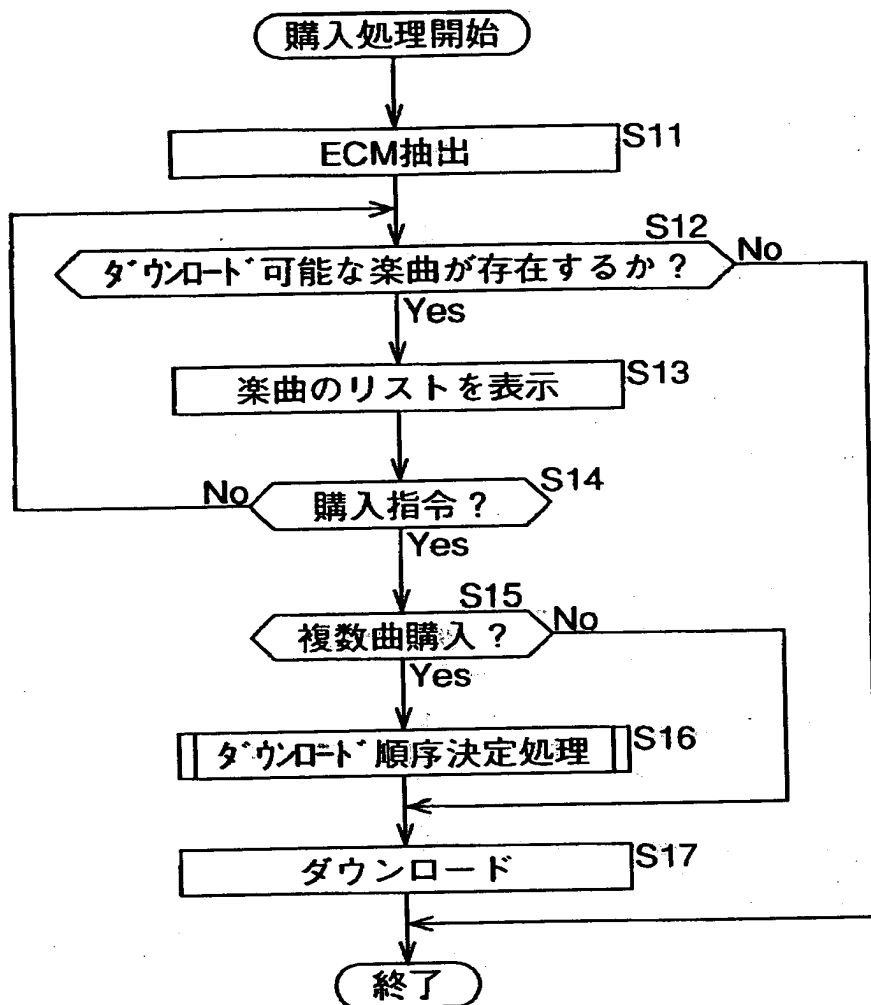 購入処理開始
S11
ECM抽出
S12
ダウンロード可能な楽曲が存在するか？
No
Yes
S13
楽曲のリストを表示
S14
No
購入指令？
Yes
S15
複数曲購入？
No
Yes
S16
ダウンロード順序決定処理
S17
ダウンロード
終了